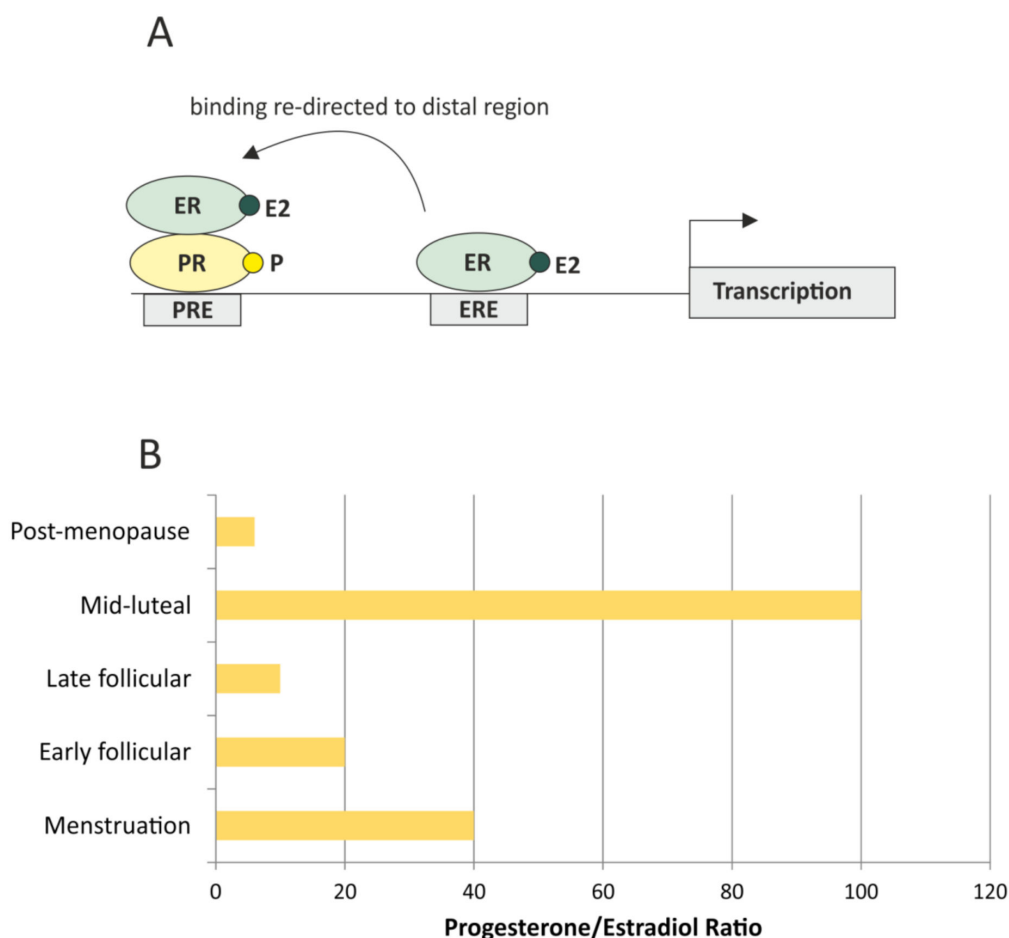 A
binding re-directed to distal region
ER E2
PR P
ER E2
PRE
ERE
Transcription
B
Post-menopause
Mid-luteal
Late follicular
Early follicular
Menstruation
0 20 40 60 80 100 120
Progesterone/Estradiol Ratio